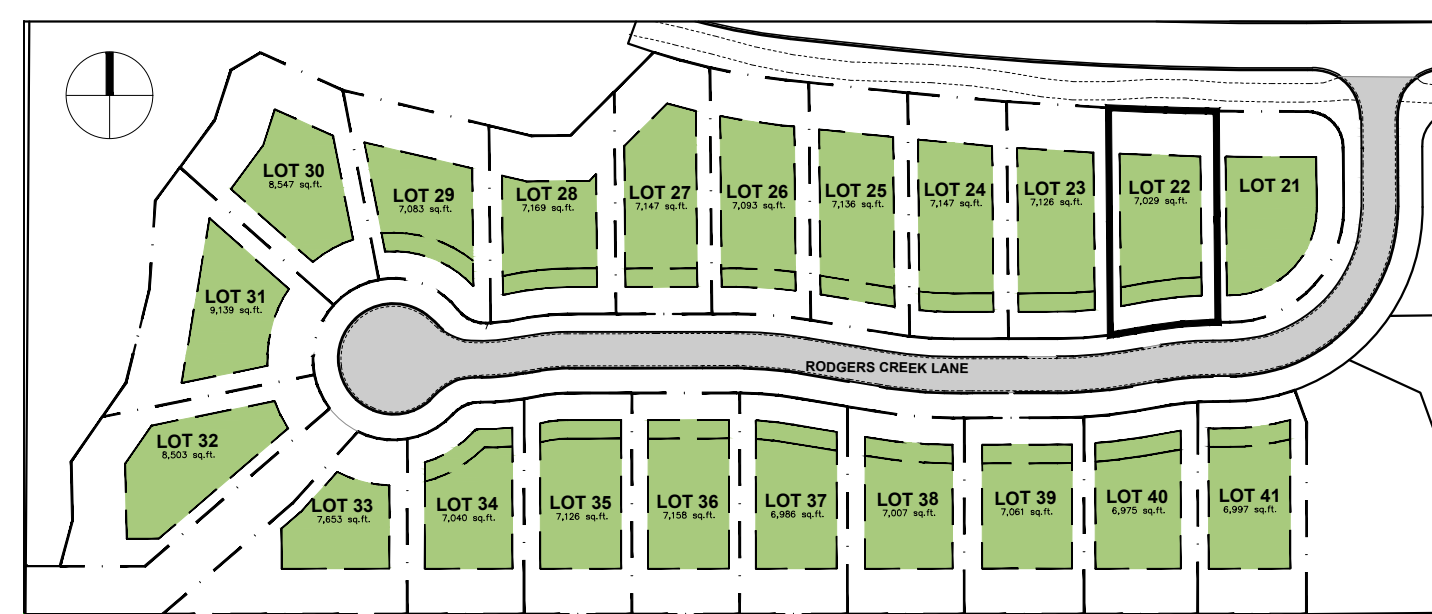 LOT 30
8,547 sq.ft.
LOT 29
7,083 sq.ft.
LOT 28
7,169 sq.ft.
LOT 27
7,147 sq.ft.
LOT 26
7,093 sq.ft.
LOT 25
7,136 sq.ft.
LOT 24
7,147 sq.ft.
LOT 23
7,126 sq.ft.
LOT 22
7,029 sq.ft.
LOT 21
LOT 31
9,139 sq.ft.
RODGERS CREEK LANE
LOT 32
8,503 sq.ft.
LOT 33
7,653 sq.ft.
LOT 34
7,040 sq.ft.
LOT 35
7,126 sq.ft.
LOT 36
7,158 sq.ft.
LOT 37
6,986 sq.ft.
LOT 38
7,007 sq.ft.
LOT 39
7,061 sq.ft.
LOT 40
6,975 sq.ft.
LOT 41
6,997 sq.ft.